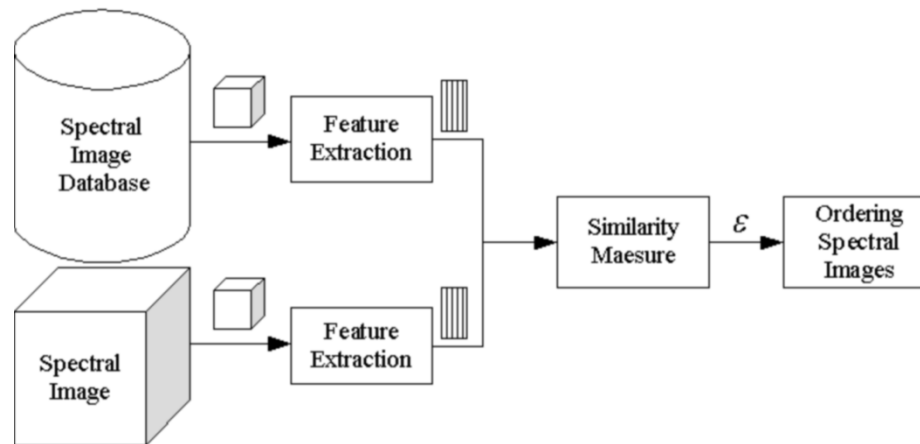 Spectral
Image
Database
Feature
Extraction
Similarity
Maesure
ε
Ordering
Spectral
Images
Spectral
Image
Feature
Extraction